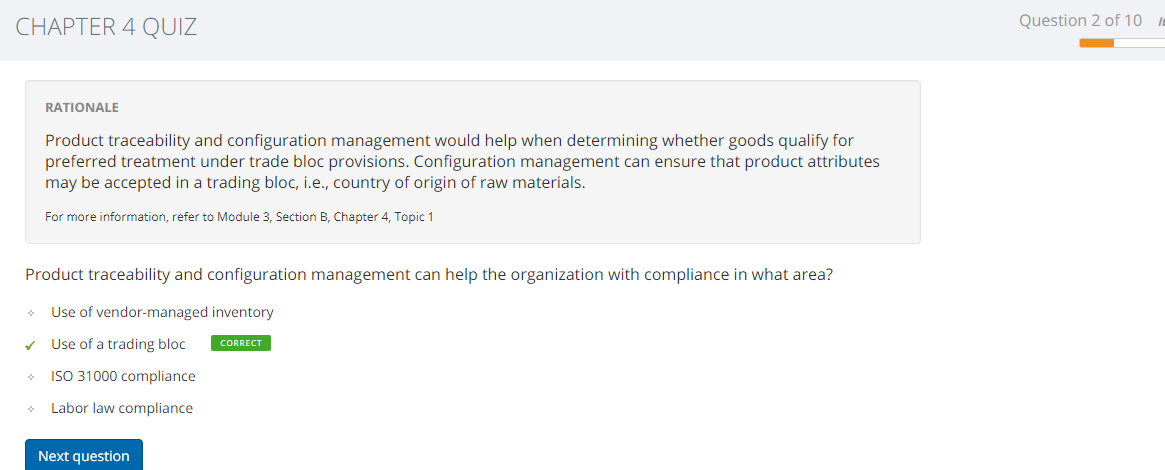 CHAPTER 4 QUIZ
Question 2 of 10
RATIONALE
Product traceability and configuration management would help when determining whether goods qualify for
preferred treatment under trade bloc provisions. Configuration management can ensure that product attributes
may be accepted in a trading bloc, i.e., country of origin of raw materials.
For more information, refer to Module 3, Section B, Chapter 4, Topic 1
Product traceability and configuration management can help the organization with compliance in what area?
Use of vendor-managed inventory
Use of a trading bloc CORRECT
ISO 31000 compliance
Labor law compliance
Next question